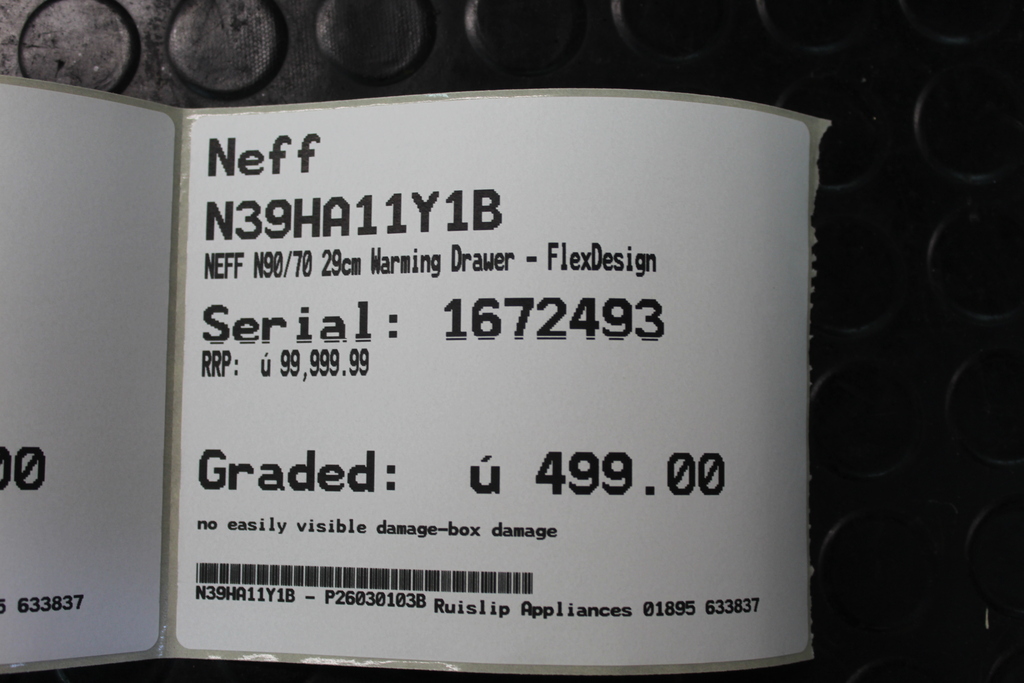 Neff
N39HA11Y1B
NEFF N90/70 29cm Warming Drawer - FlexDesign
Serial: 1672493
RRP: ú 99,999.99
00
Graded: ú 499.00
no easily visible damage-box damage
N39HA11Y1B - P26030103B Ruislip Appliances 01895 633837
5 633837